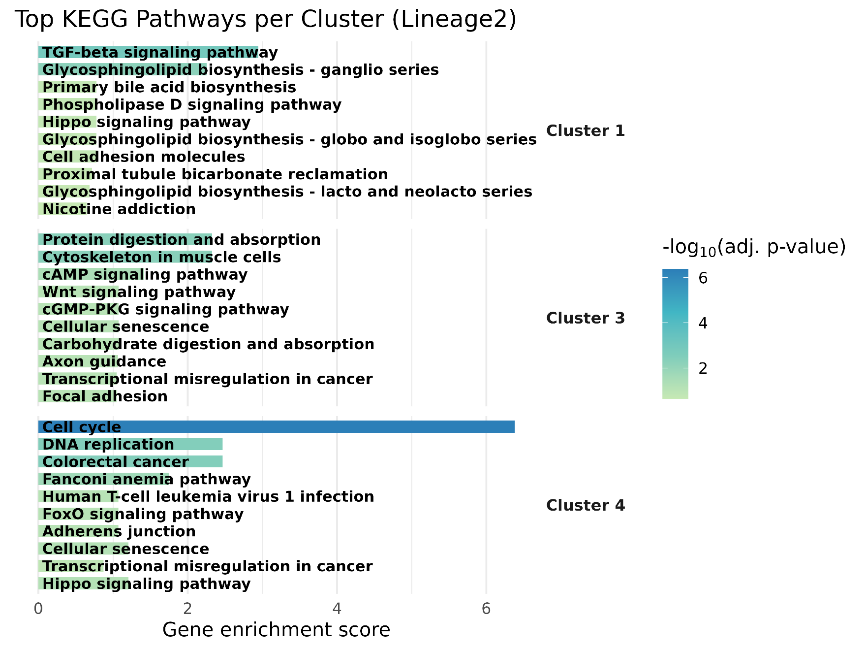 Top KEGG Pathways per Cluster (Lineage2)
TGF-beta signaling pathway
Glycosphingolipid biosynthesis - ganglio series
Primary bile acid biosynthesis
Phospholipase D signaling pathway
Hippo signaling pathway
Glycosphingolipid biosynthesis - globo and isoglobo series
Cell adhesion molecules
Proximal tubule bicarbonate reclamation
Glycosphingolipid biosynthesis - lacto and neolacto series
Nicotine addiction
Cluster 1
Protein digestion and absorption
Cytoskeleton in muscle cells
cAMP signaling pathway
Wnt signaling pathway
cGMP-PKG signaling pathway
Cellular senescence
Carbohydrate digestion and absorption
Axon guidance
Transcriptional misregulation in cancer
Focal adhesion
Cluster 3
Cell cycle
DNA replication
Colorectal cancer
Fanconi anemia pathway
Human T-cell leukemia virus 1 infection
FoxO signaling pathway
Adherens junction
Cellular senescence
Transcriptional misregulation in cancer
Hippo signaling pathway
Cluster 4
0 2 4 6
Gene enrichment score
-log10(adj. p-value)
6
4
2